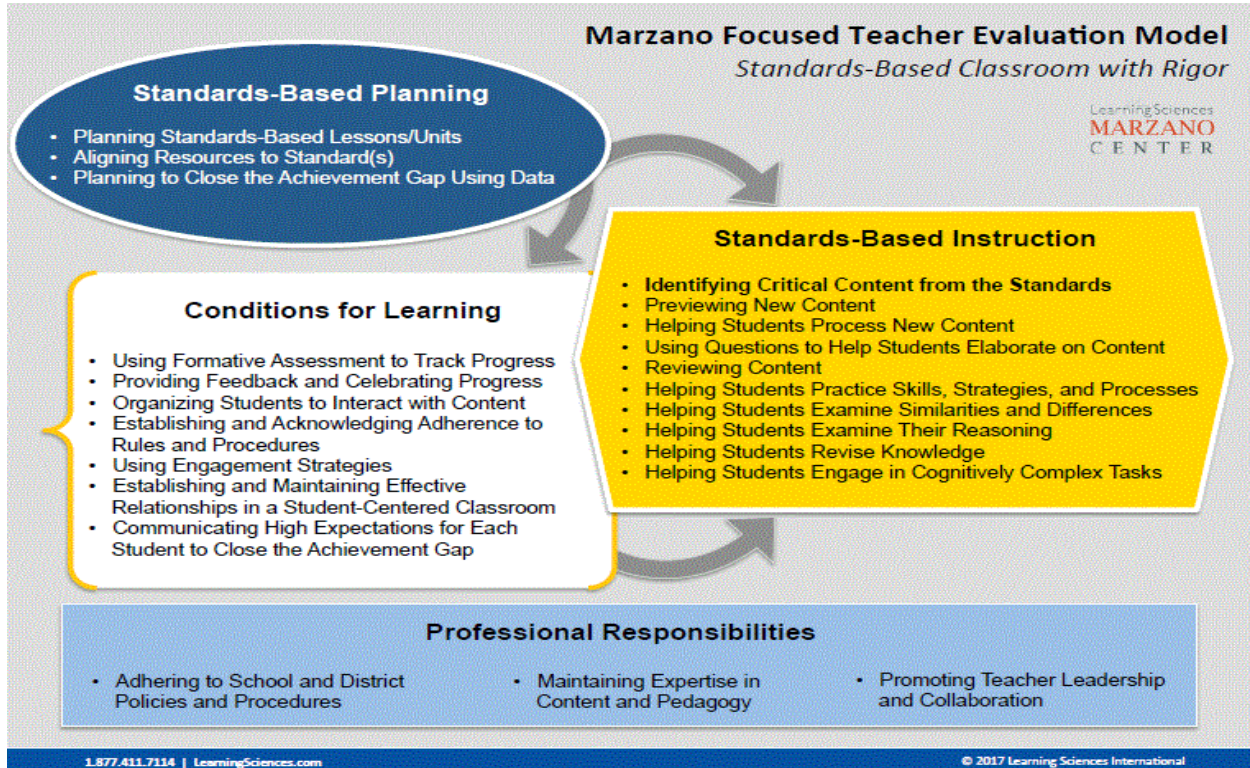 Marzano Focused Teacher Evaluation Model
Standards-Based Classroom with Rigor
LearningSciences
MARZANO
CENTER
Standards-Based Planning
• Planning Standards-Based Lessons/Units
• Aligning Resources to Standard(s)
• Planning to Close the Achievement Gap Using Data
Standards-Based Instruction
• Identifying Critical Content from the Standards
• Previewing New Content
• Helping Students Process New Content
• Using Questions to Help Students Elaborate on Content
• Reviewing Content
• Helping Students Practice Skills, Strategies, and Processes
• Helping Students Examine Similarities and Differences
• Helping Students Examine Their Reasoning
• Helping Students Revise Knowledge
• Helping Students Engage in Cognitively Complex Tasks
Conditions for Learning
• Using Formative Assessment to Track Progress
• Providing Feedback and Celebrating Progress
• Organizing Students to Interact with Content
• Establishing and Acknowledging Adherence to
Rules and Procedures
• Using Engagement Strategies
• Establishing and Maintaining Effective
Relationships in a Student-Centered Classroom
• Communicating High Expectations for Each
Student to Close the Achievement Gap
Professional Responsibilities
• Adhering to School and District
Policies and Procedures
• Maintaining Expertise in
Content and Pedagogy
• Promoting Teacher Leadership
and Collaboration
1.877.411.7114 | LearningSciences.com
© 2017 Learning Sciences International